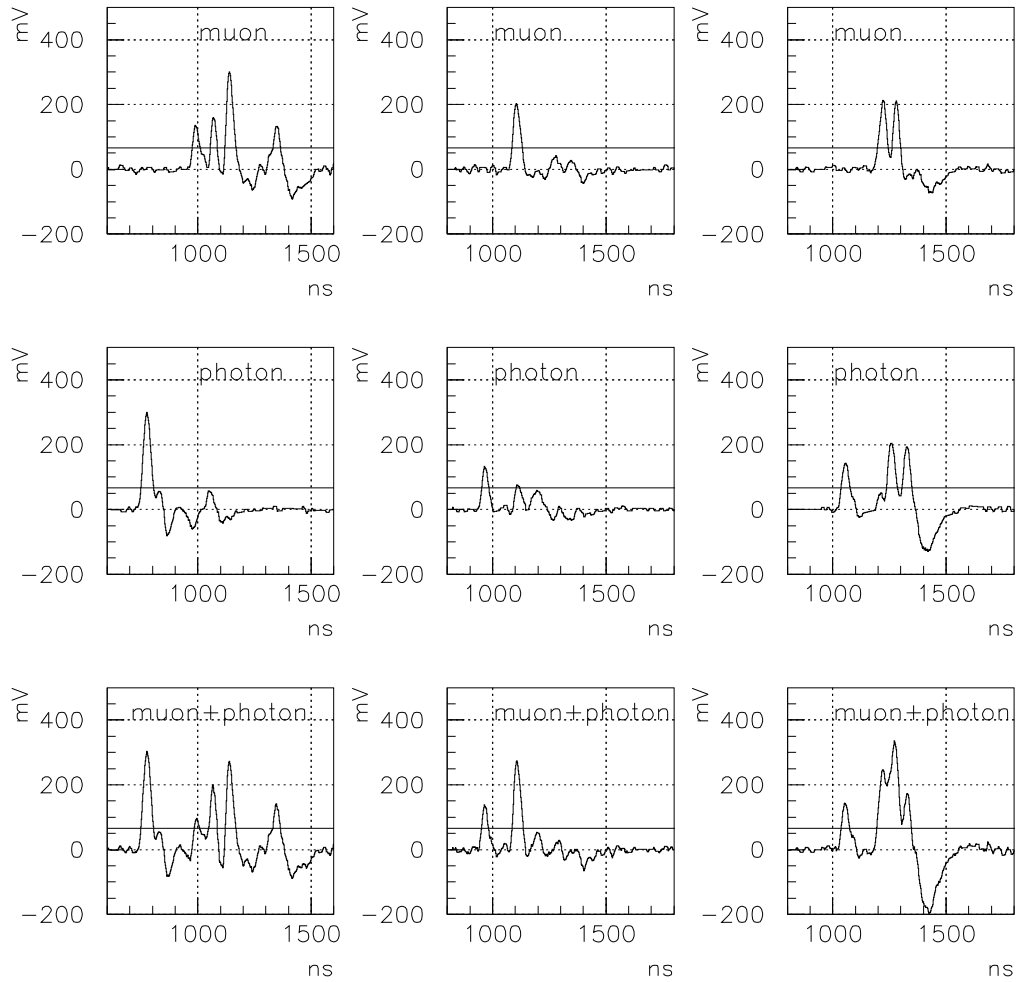 mV mV mV
400 muon 400 muon 400 muon
200 200 200
0 0 0
−200 −200 −200
1000 1500 1000 1500 1000 1500
ns ns ns
mV mV mV
400 photon 400 photon 400 photon
200 200 200
0 0 0
−200 −200 −200
1000 1500 1000 1500 1000 1500
ns ns ns
mV mV mV
400 muon+photon 400 muon+photon 400 muon+photon
200 200 200
0 0 0
−200 −200 −200
1000 1500 1000 1500 1000 1500
ns ns ns